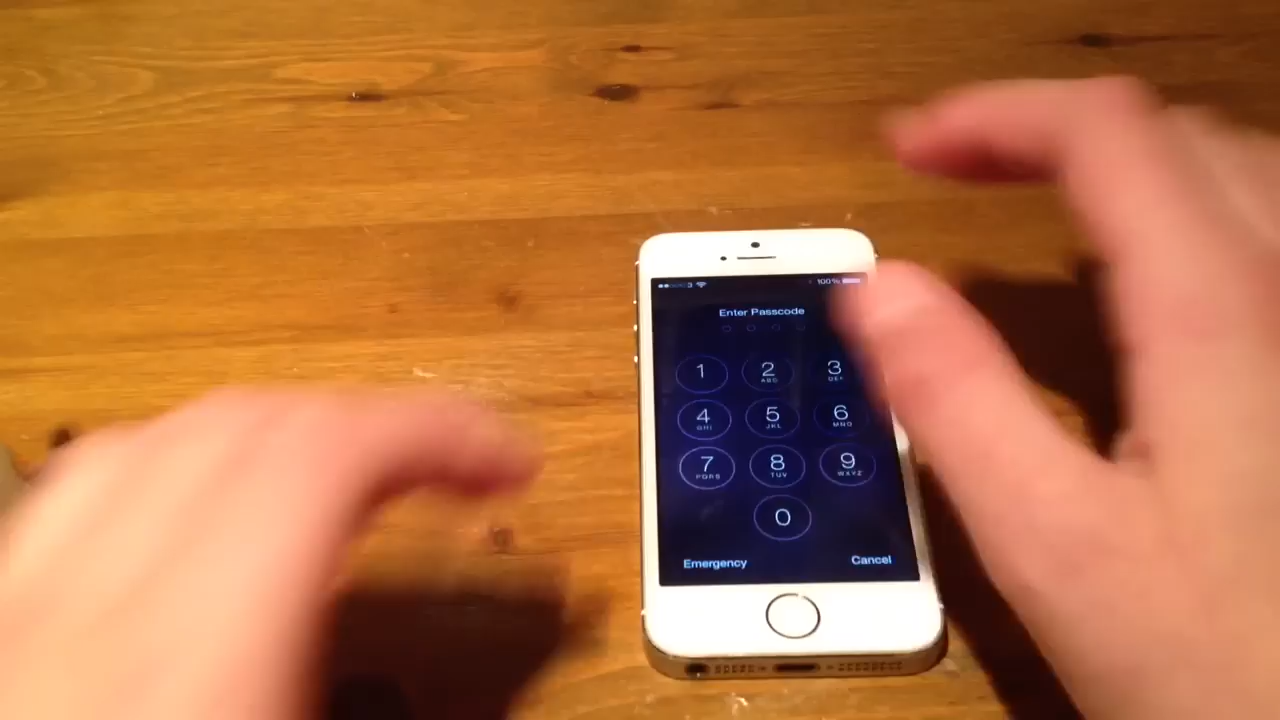 3 100%
Enter Passcode
1 2 3
ABC DEF
4 5 6
GHI JKL MNO
7 8 9
PQRS TUV WXYZ
0
Emergency Cancel